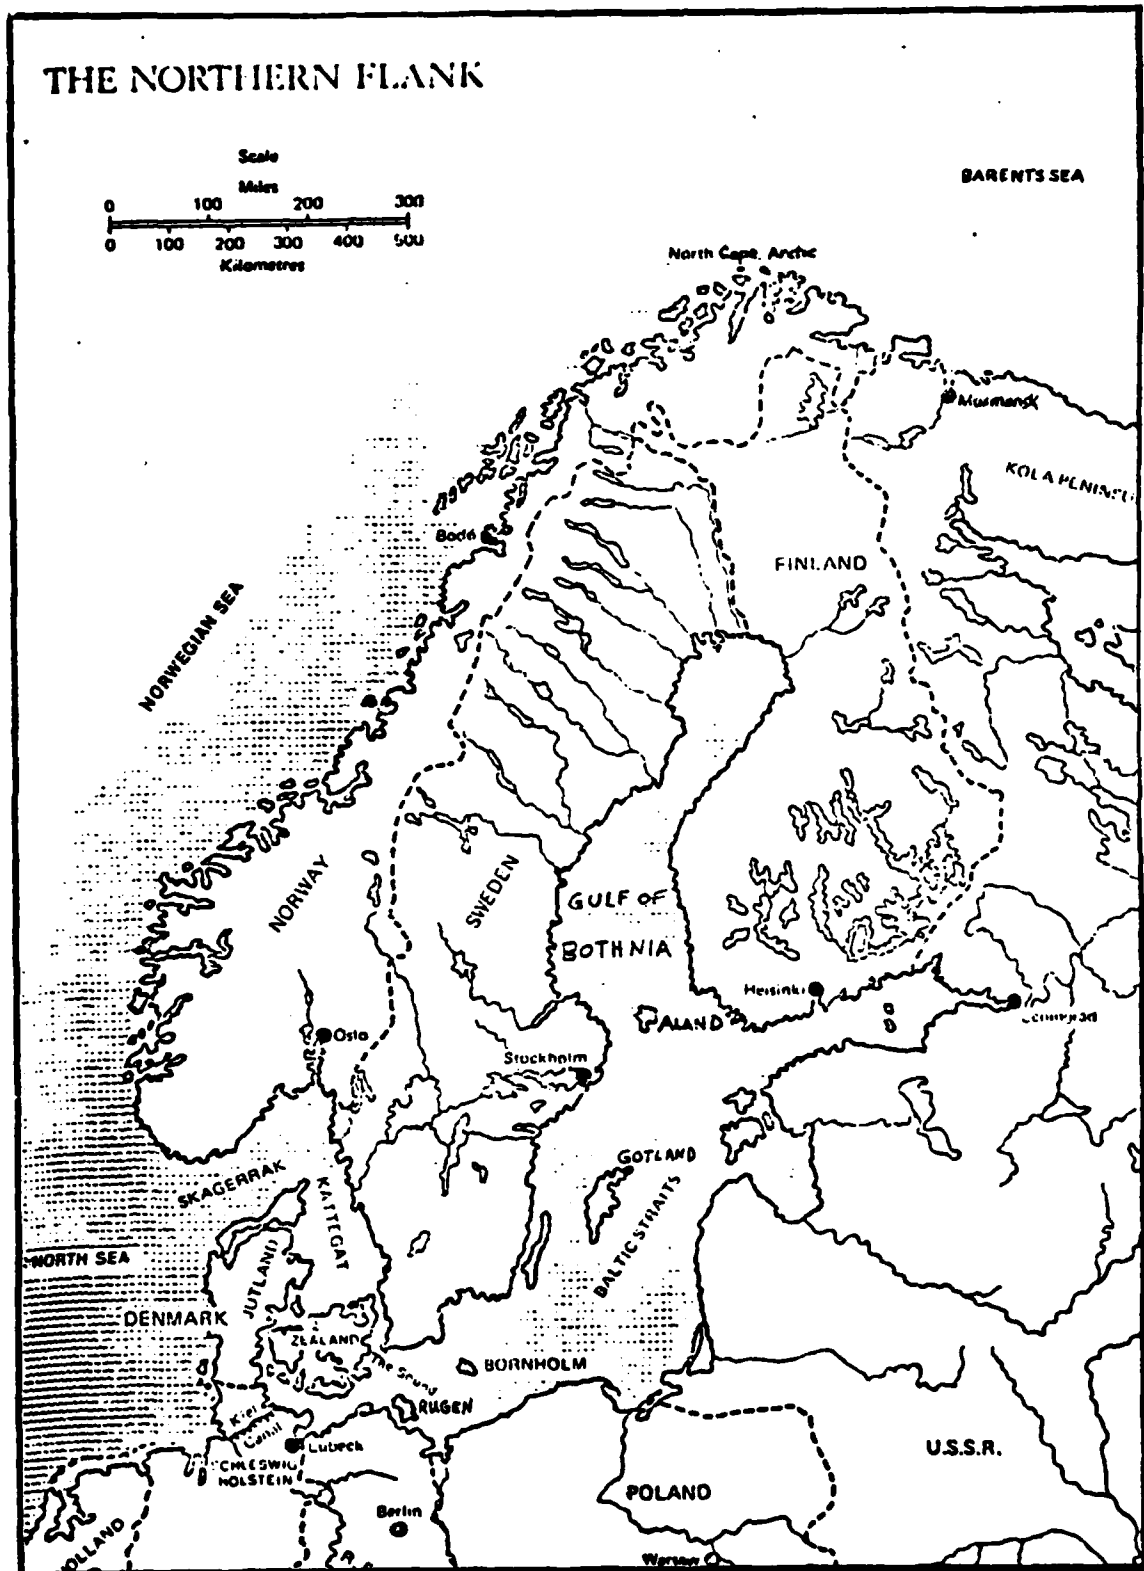 THE NORTHERN FLANK
Scale
Miles
0 100 200 300
0 100 200 300 400 500
Kilometres
BARENTS SEA
North Cape. Arctic
Murmansk
KOLA PENINSU
Bodö
FINLAND
NORWEGIAN SEA
NORWAY
SWEDEN
GULF OF
BOTHNIA
Helsinki
ALAND
Oslo
Stockholm
GOTLAND
SKAGERRAK
KATTEGAT
BALTIC STRAITS
NORTH SEA
JUTLAND
DENMARK
ZEALAND
The Sound
BORNHOLM
RUGEN
Kiel
Canal
Lubeck
CHLESWIG
HOLSTEIN
U.S.S.R.
POLAND
Berlin
HOLLAND
Warsaw